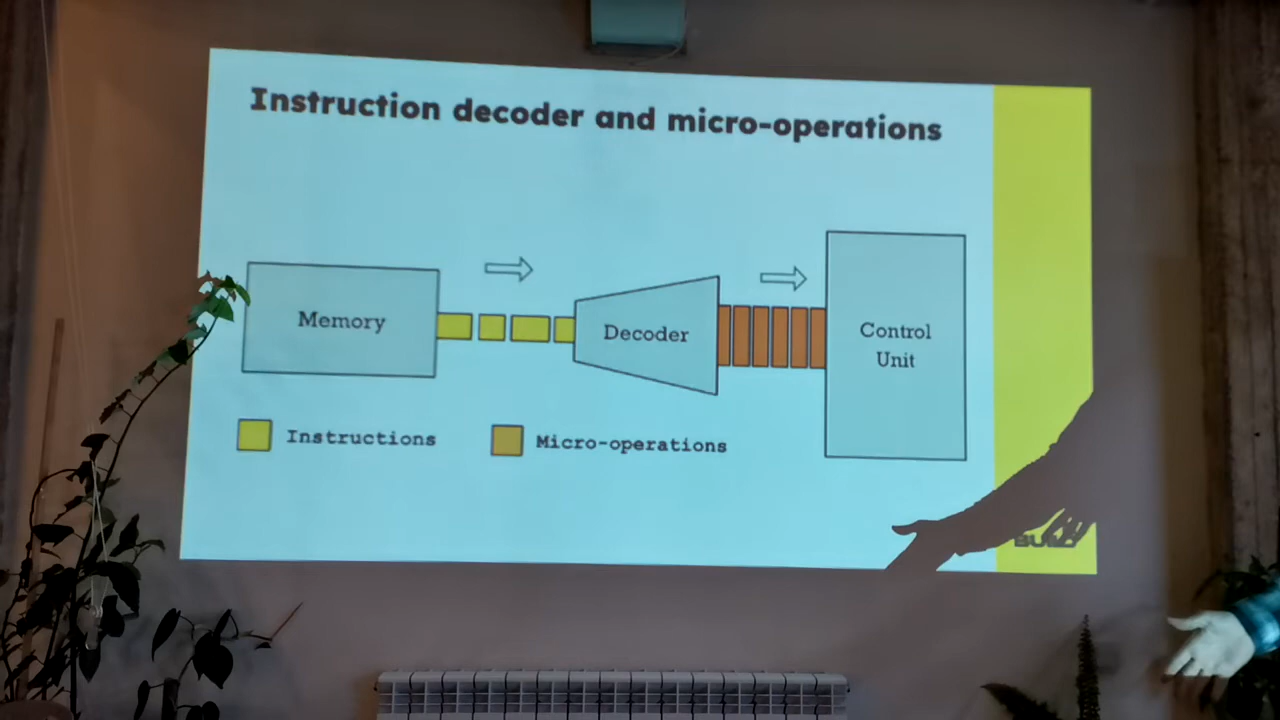 Instruction decoder and micro-operations
Memory
Decoder
Control
Unit
Instructions
Micro-operations